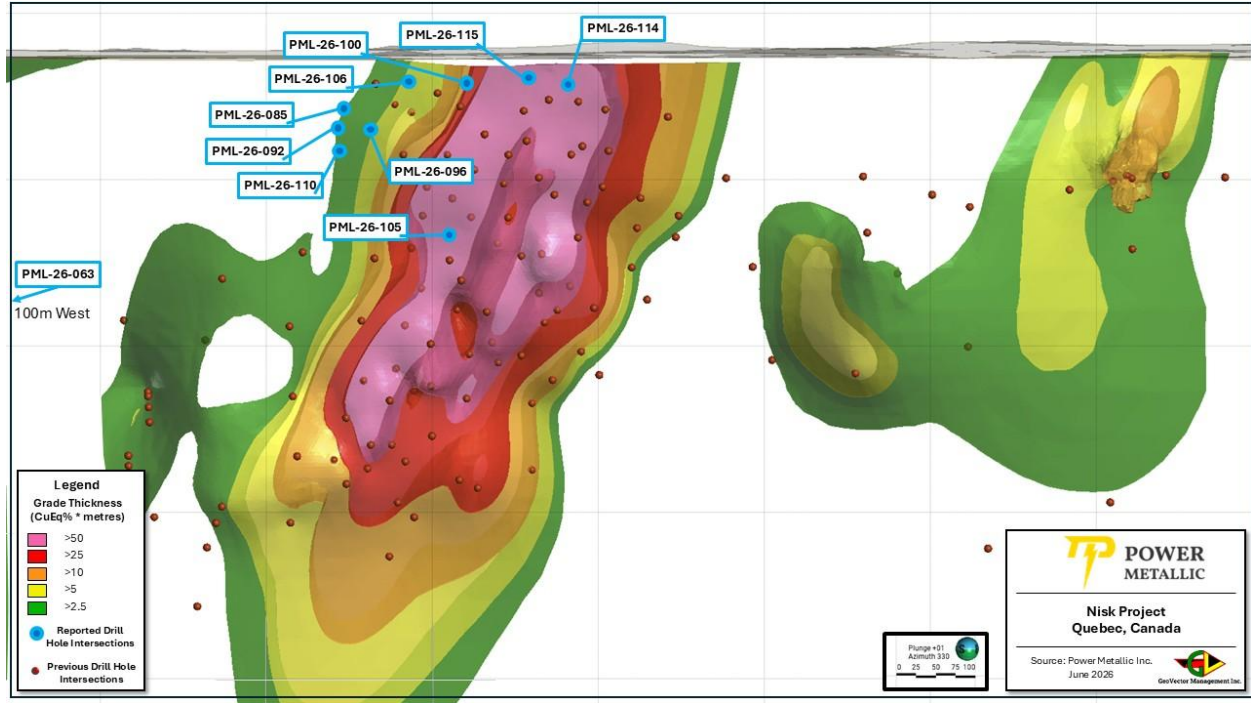 PML-26-115
PML-26-114
PML-26-100
PML-26-106
PML-26-085
PML-26-092
PML-26-096
PML-26-110
PML-26-105
PML-26-063
100m West
Legend
Grade Thickness
(CuEq% * metres)
>50
>25
>10
>5
>2.5
Reported Drill
Hole Intersections
Previous Drill Hole
Intersections
Plunge +01
Azimuth 330
0 25 50 75 100
POWER
METALLIC
Nisk Project
Quebec, Canada
Source: Power Metallic Inc.
June 2026
GeoVector Management Inc.